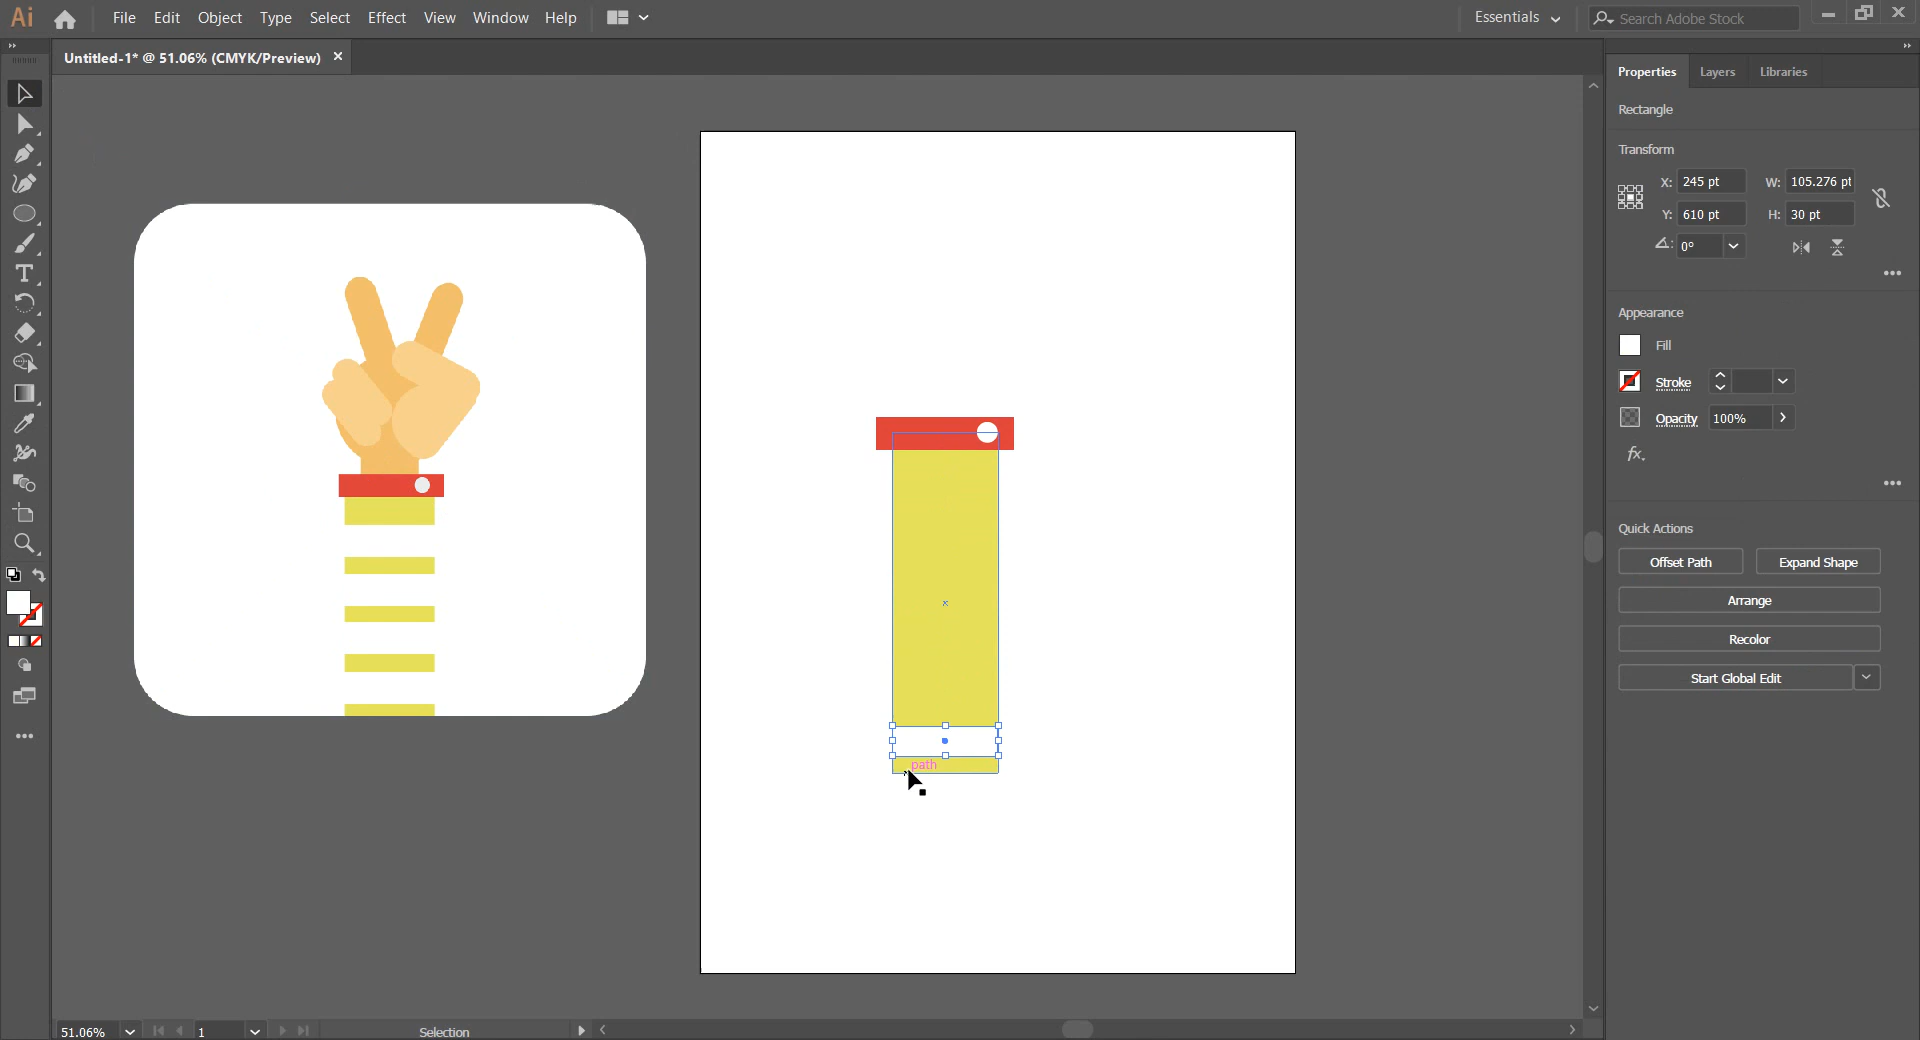 Ai File Edit Object Type Select Effect View Window Help Essentials Search Adobe Stock
Untitled-1* @ 51.06% (CMYK/Preview)
Properties Layers Libraries
Rectangle
Transform
X: 245 pt W: 105.276 pt
Y: 610 pt H: 30 pt
0°
Appearance
Fill
Stroke
Opacity 100%
fx.
Quick Actions
Offset Path Expand Shape
Arrange
Recolor
Start Global Edit
path
51.06% 1 Selection